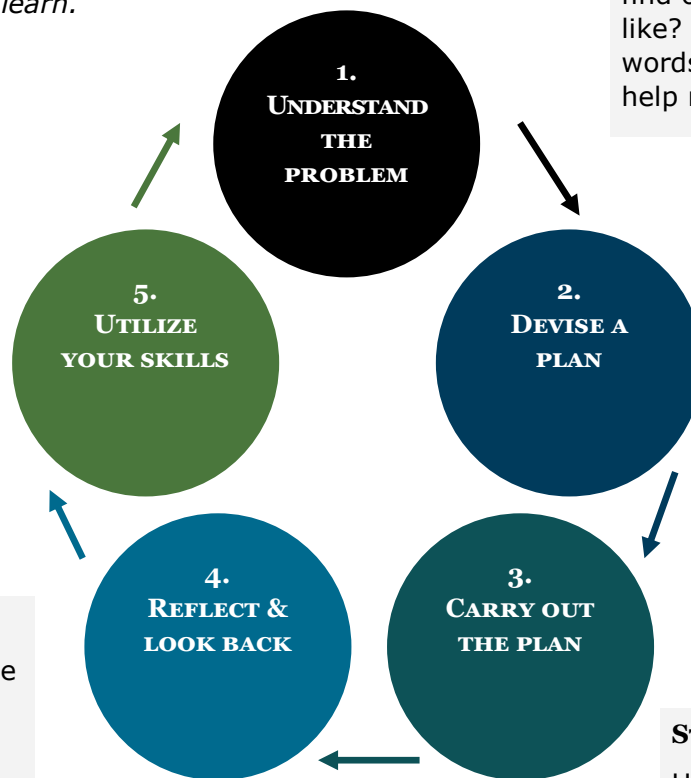 learn.
like?
words
help
1.
UNDERSTAND
THE
PROBLEM
2.
DEVISE A
PLAN
3.
CARRY OUT
THE PLAN
4.
REFLECT &
LOOK BACK
5.
UTILIZE
YOUR SKILLS